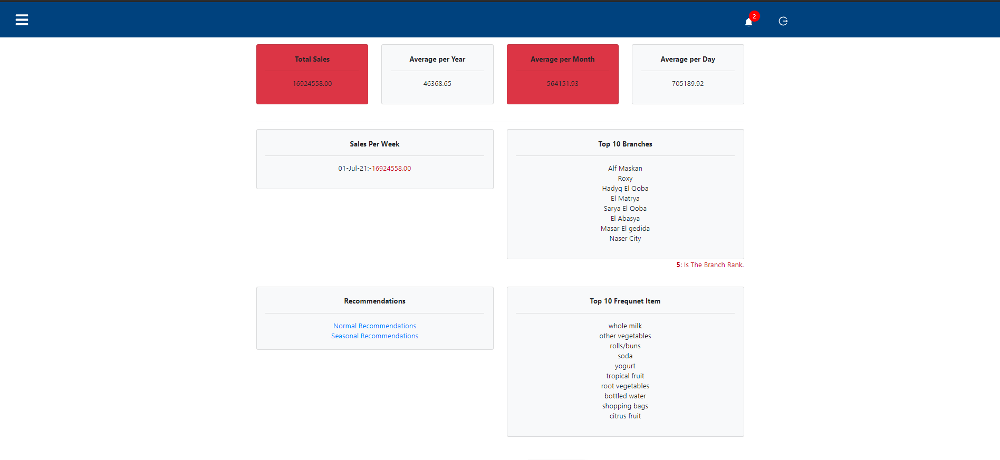 2
Total Sales
16924558.00
Average per Year
46368.65
Average per Month
564151.93
Average per Day
705189.92
Sales Per Week
01-Jul-21:-16924558.00
Top 10 Branches
Alf Maskan
Roxy
Hadyq El Qoba
El Matrya
Sarya El Qoba
El Abasya
Masar El gedida
Naser City
5: Is The Branch Rank.
Recommendations
Normal Recommendations
Seasonal Recommendations
Top 10 Frequnet Item
whole milk
other vegetables
rolls/buns
soda
yogurt
tropical fruit
root vegetables
bottled water
shopping bags
citrus fruit